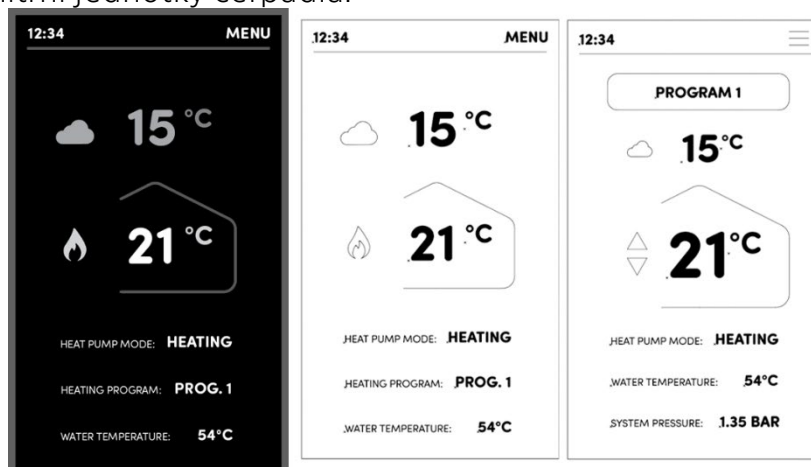 jednotky čerpadla.
12:34 MENU
15 °C
21 °C
HEAT PUMP MODE: HEATING
HEATING PROGRAM: PROG. 1
WATER TEMPERATURE: 54°C
12:34 MENU
15 °C
21 °C
HEAT PUMP MODE: HEATING
HEATING PROGRAM: PROG. 1
WATER TEMPERATURE: 54°C
12:34
PROGRAM 1
15°C
21°C
HEAT PUMP MODE: HEATING
WATER TEMPERATURE: 54°C
SYSTEM PRESSURE: 1.35 BAR